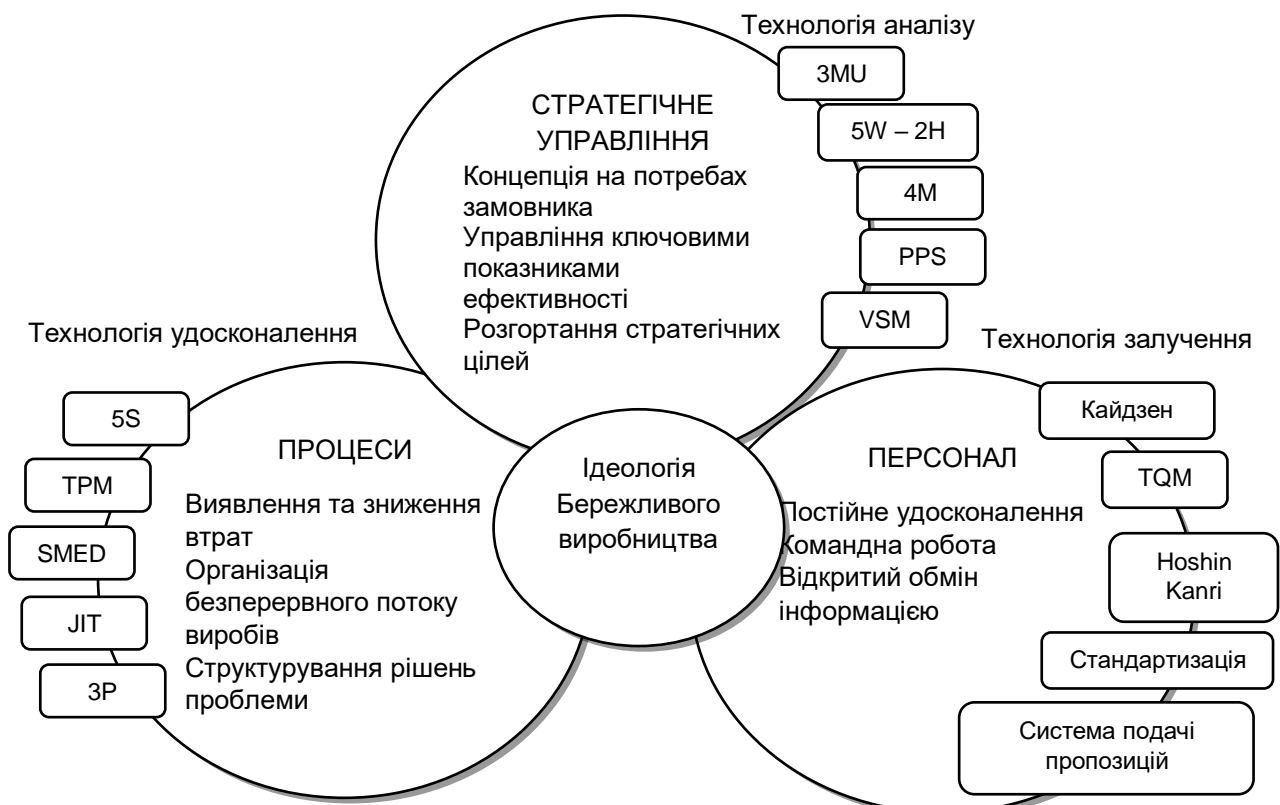 Технологія аналізу
3MU
5W – 2H
4M
PPS
VSM
СТРАТЕГІЧНЕ
УПРАВЛІННЯ
Концепція на потребах
замовника
Управління ключовими
показниками
ефективності
Розгортання стратегічних
цілей
Технологія удосконалення
5S
TPM
SMED
JIT
3P
ПРОЦЕСИ
Виявлення та зниження
втрат
Організація
безперервного потоку
виробів
Структурування рішень
проблеми
Ідеологія
Бережливого
виробництва
Технологія залучення
ПЕРСОНАЛ
Постійне удосконалення
Командна робота
Відкритий обмін
інформацією
Кайдзен
TQM
Hoshin
Kanri
Стандартизація
Система подачі
пропозицій